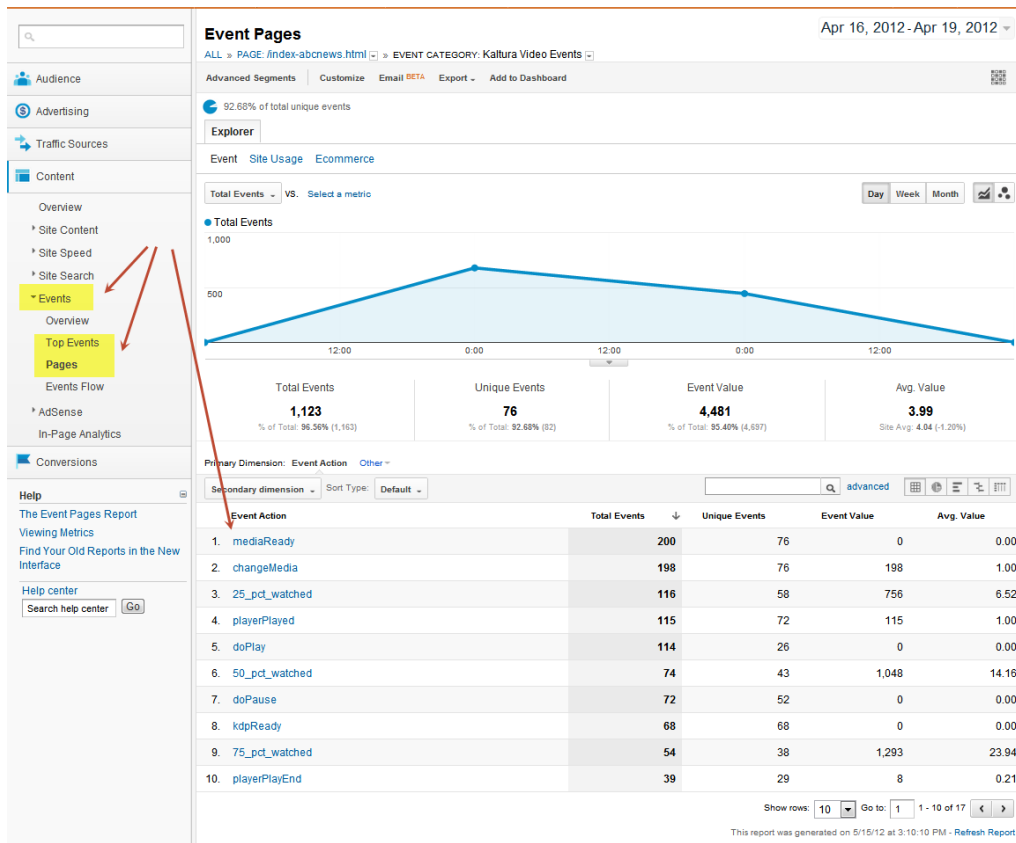 Event Pages
Apr 16, 2012 - Apr 19, 2012
ALL » PAGE: /index-abcnews.html » EVENT CATEGORY: Kaltura Video Events
Advanced Segments Customize Email BETA Export Add to Dashboard
92.68% of total unique events
Explorer
Event Site Usage Ecommerce
Total Events VS. Select a metric
Day Week Month
Total Events
1,000
500
12:00 0:00 12:00 0:00 12:00
Audience
Advertising
Traffic Sources
Content
Overview
Site Content
Site Speed
Site Search
Events
Overview
Top Events
Pages
Events Flow
AdSense
In-Page Analytics
Conversions
Help
The Event Pages Report
Viewing Metrics
Find Your Old Reports in the New
Interface
Help center
Search help center Go
Total Events Unique Events Event Value Avg. Value
1,123 76 4,481 3.99
% of Total: 96.56% (1,163) % of Total: 92.68% (82) % of Total: 95.40% (4,697) Site Avg: 4.04 (-1.20%)
Primary Dimension: Event Action Other
Secondary dimension Sort Type: Default advanced
Event Action Total Events Unique Events Event Value Avg. Value
1. mediaReady 200 76 0 0.00
2. changeMedia 198 76 198 1.00
3. 25_pct_watched 116 58 756 6.52
4. playerPlayed 115 72 115 1.00
5. doPlay 114 26 0 0.00
6. 50_pct_watched 74 43 1,048 14.16
7. doPause 72 52 0 0.00
8. kdpReady 68 68 0 0.00
9. 75_pct_watched 54 38 1,293 23.94
10. playerPlayEnd 39 29 8 0.21
Show rows: 10 Go to: 1 1 - 10 of 17
This report was generated on 5/15/12 at 3:10:10 PM - Refresh Report